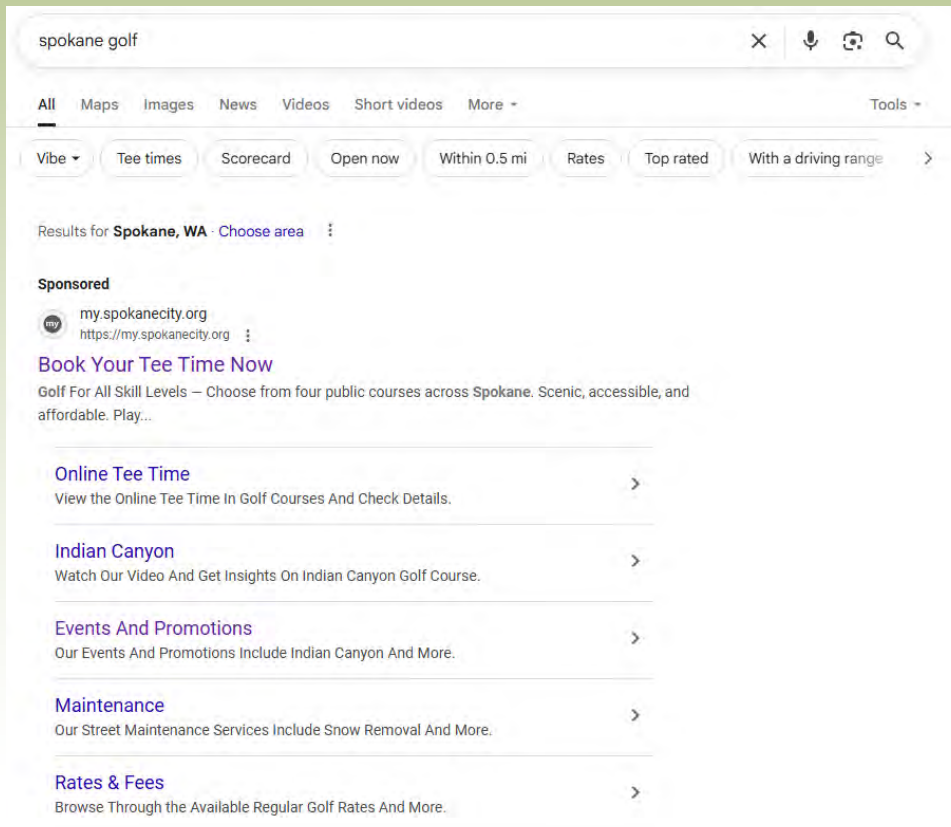 spokane golf
All Maps Images News Videos Short videos More Tools
Vibe Tee times Scorecard Open now Within 0.5 mi Rates Top rated With a driving range
Results for Spokane, WA · Choose area
Sponsored
my
my.spokanecity.org
https://my.spokanecity.org
Book Your Tee Time Now
Golf For All Skill Levels — Choose from four public courses across Spokane. Scenic, accessible, and
affordable. Play...
Online Tee Time
View the Online Tee Time In Golf Courses And Check Details.
Indian Canyon
Watch Our Video And Get Insights On Indian Canyon Golf Course.
Events And Promotions
Our Events And Promotions Include Indian Canyon And More.
Maintenance
Our Street Maintenance Services Include Snow Removal And More.
Rates & Fees
Browse Through the Available Regular Golf Rates And More.